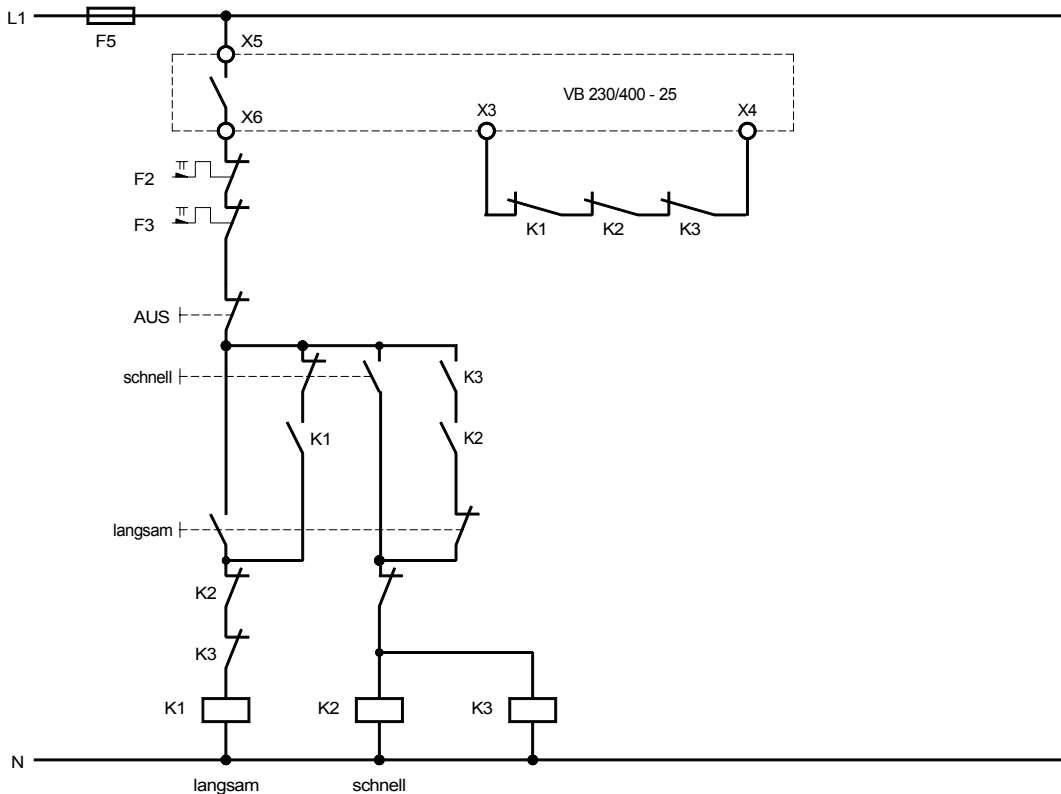 L1
F5
X5
VB 230/400 - 25
X6
X3
X4
F2
F3
K1
K2
K3
AUS
schnell
K3
K1
K2
langsam
K2
K3
K1
K2
K3
N
langsam
schnell